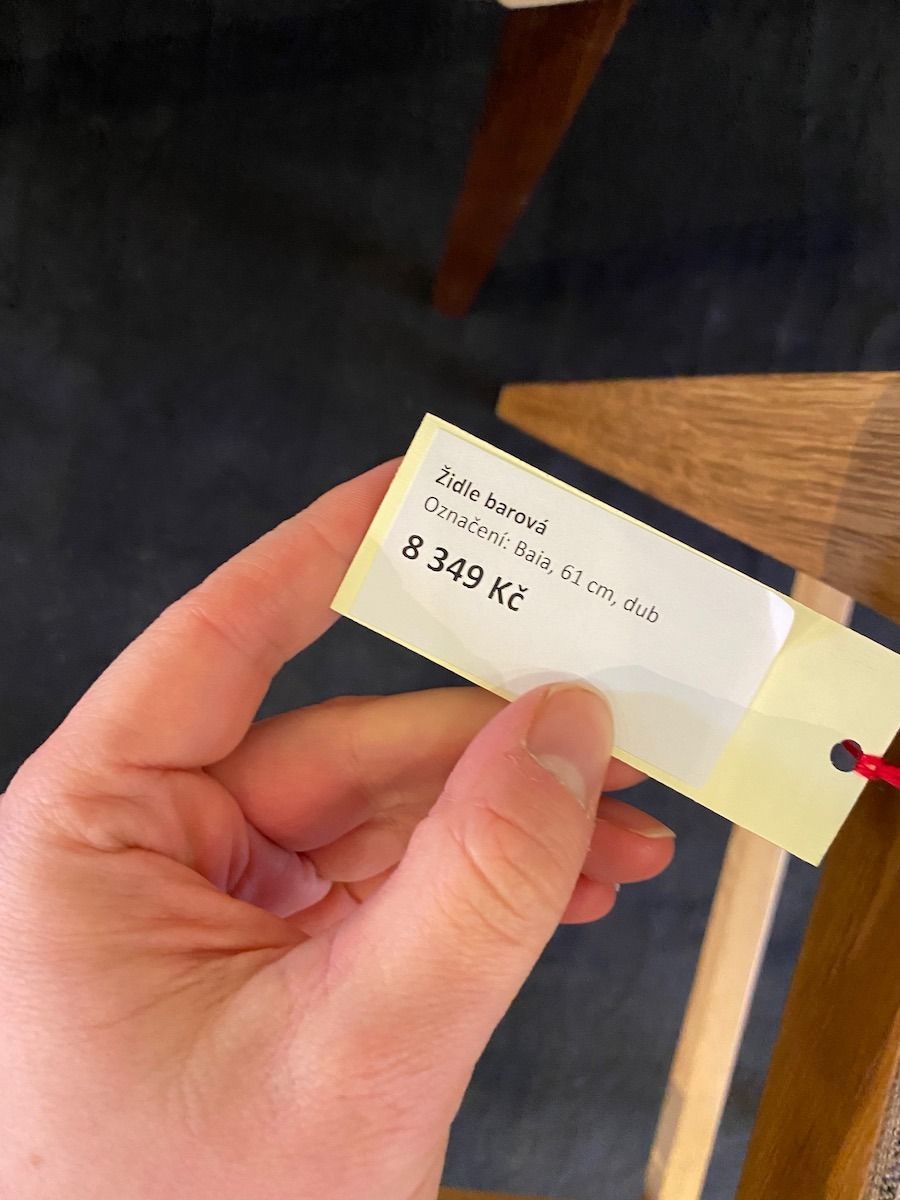 Židle barová
Označení: Baia, 61 cm, dub
8 349 Kč